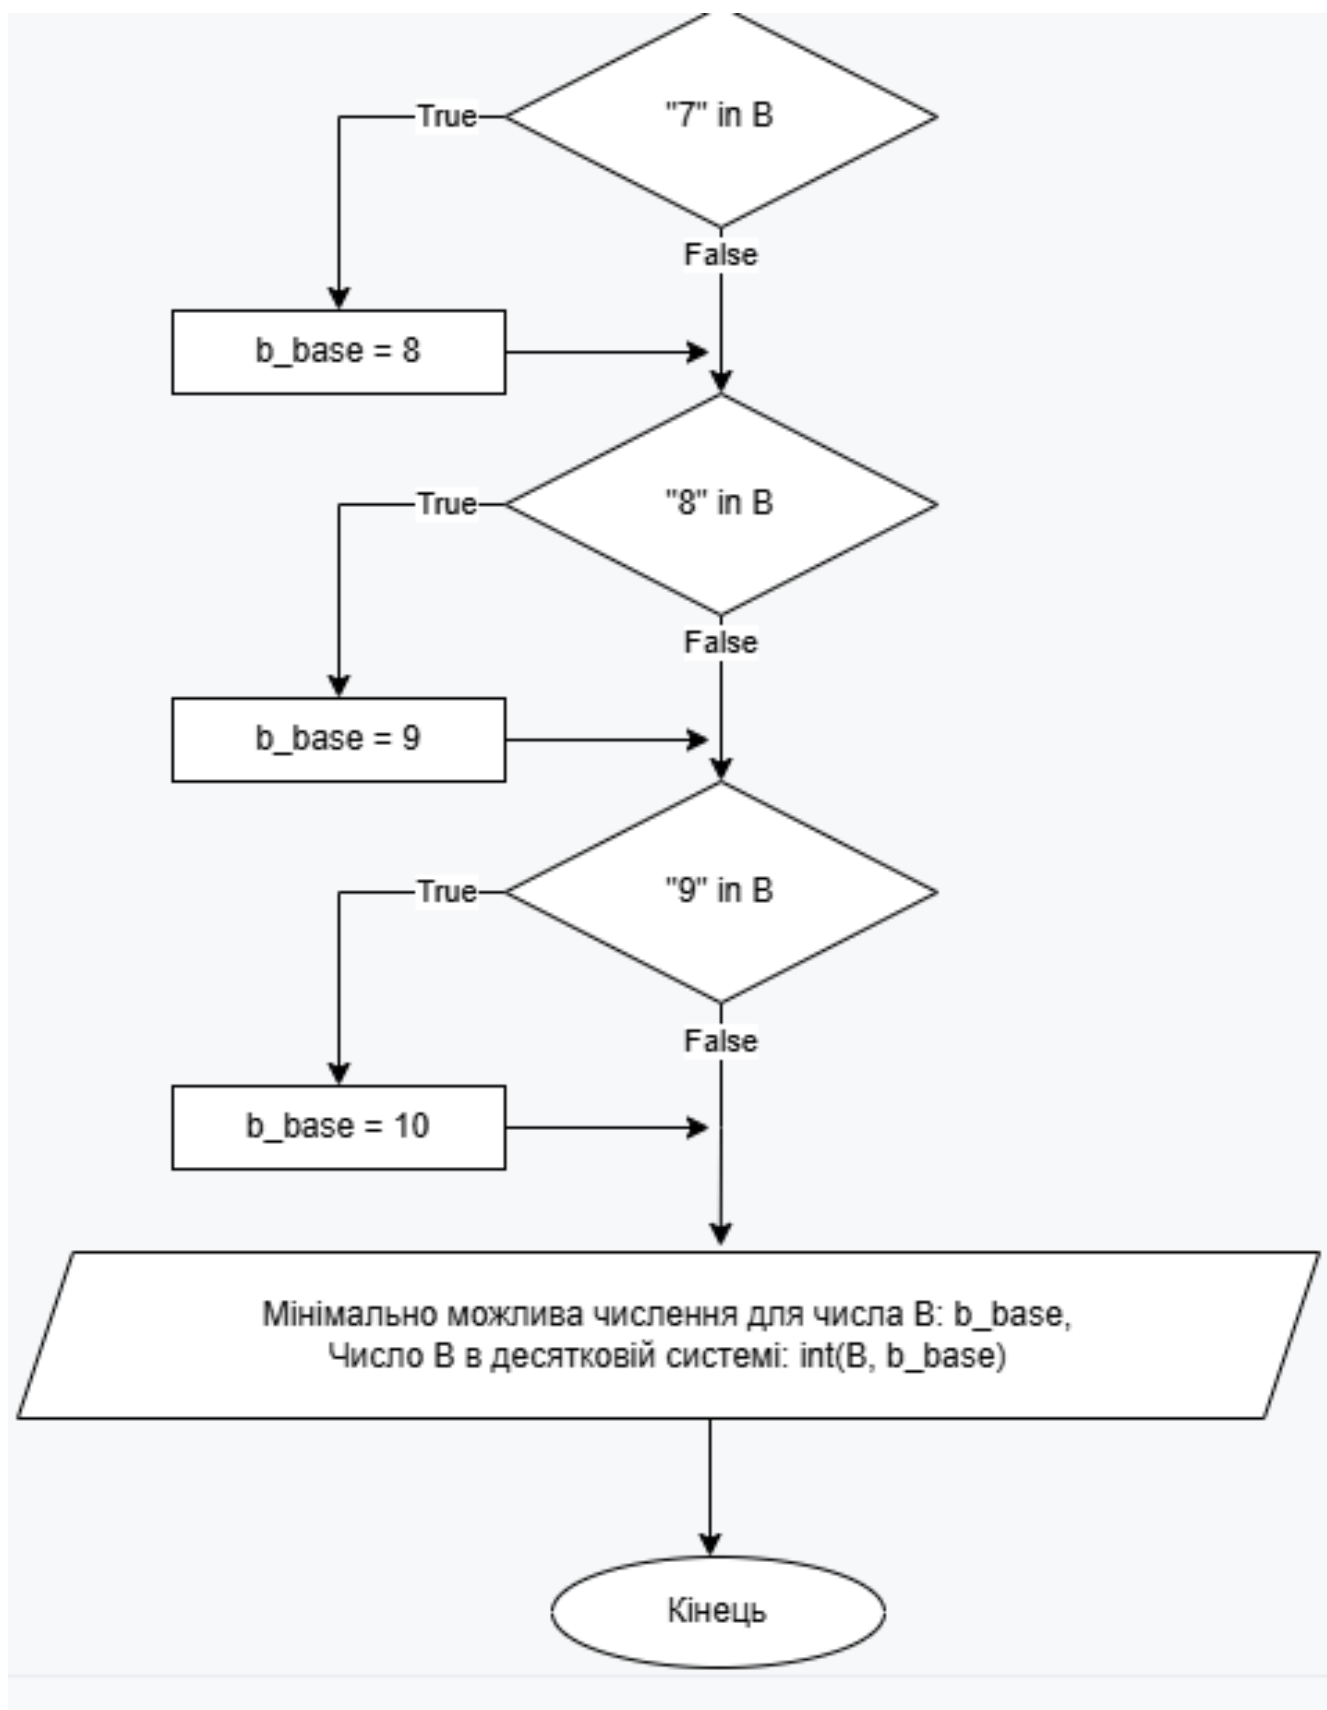 "7" in B
True
False
b_base = 8
"8" in B
True
False
b_base = 9
"9" in B
True
False
b_base = 10
Мінімально можлива числення для числа B: b_base,
Число B в десятковій системі: int(B, b_base)
Кінець